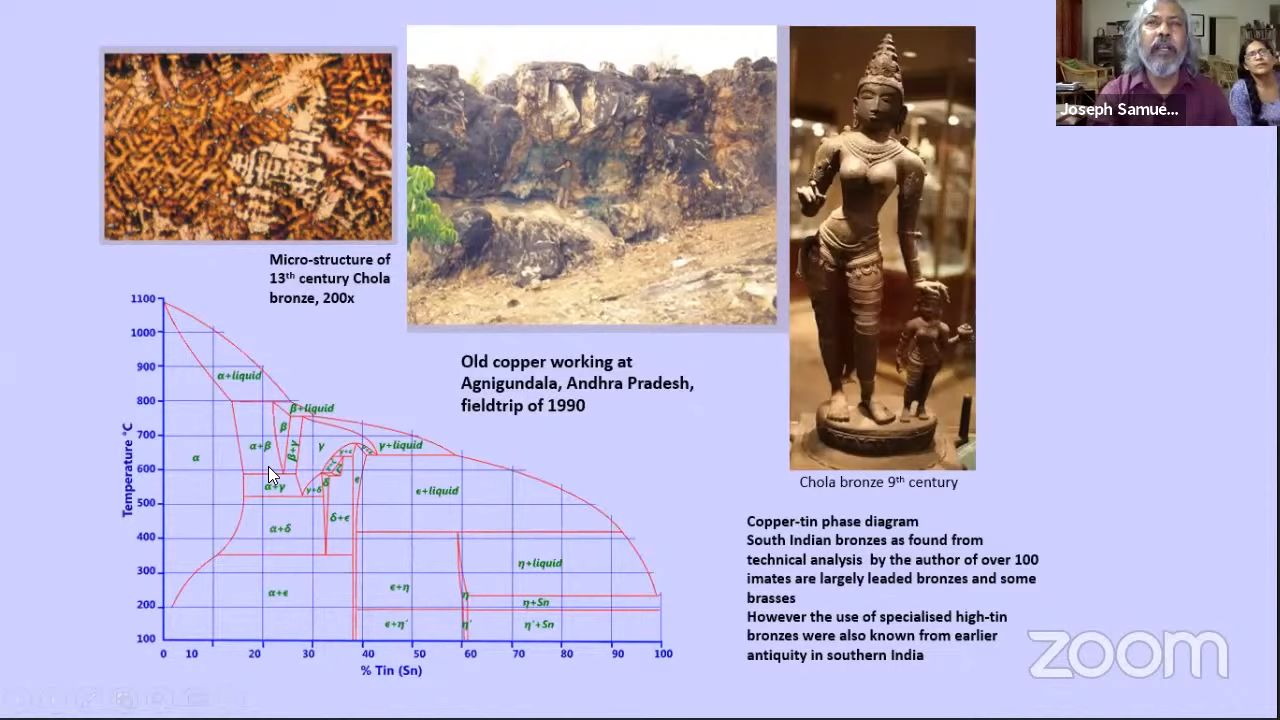 Joseph Samue...
Micro-structure of
13th century Chola
bronze, 200x
Old copper working at
Agnigundala, Andhra Pradesh,
fieldtrip of 1990
Chola bronze 9th century
Copper-tin phase diagram
South Indian bronzes as found from
technical analysis by the author of over 100
imates are largely leaded bronzes and some
brasses
However the use of specialised high-tin
bronzes were also known from earlier
antiquity in southern India
1100
1000
900
800
700
600
500
400
300
200
100
Temperature °C
α+liquid
β+liquid
β
α+β
β+γ
γ
γ+liquid
α
α+γ
γ+δ
δ
ϵ
ϵ+liquid
α+δ
δ+ϵ
η+liquid
α+ϵ
ϵ+η
η
η+Sn
ϵ+η′
η′
η′+Sn
0 10 20 30 40 50 60 70 80 90 100
% Tin (Sn)
zoom